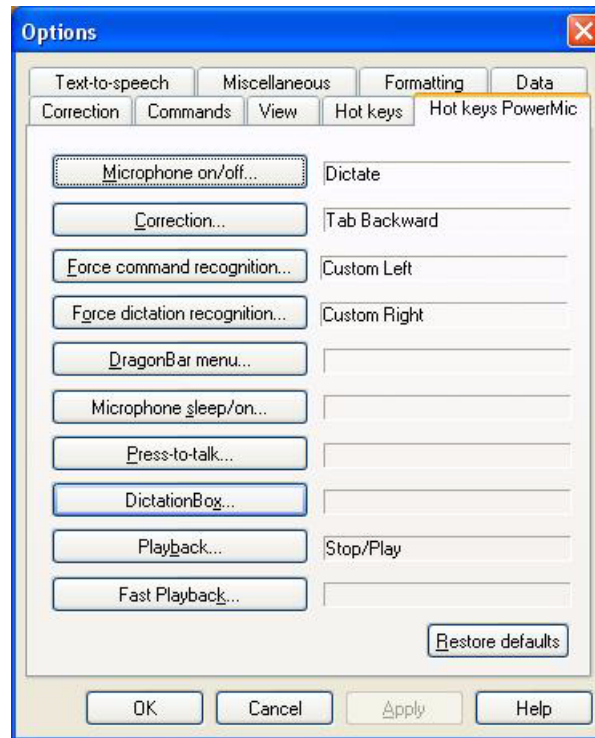 Options
Text-to-speech Miscellaneous Formatting Data
Correction Commands View Hot keys Hot keys PowerMic
Microphone on/off... Dictate
Correction... Tab Backward
Force command recognition... Custom Left
Force dictation recognition... Custom Right
DragonBar menu...
Microphone sleep/on...
Press-to-talk...
DictationBox...
Playback... Stop/Play
Fast Playback...
Restore defaults
OK Cancel Apply Help